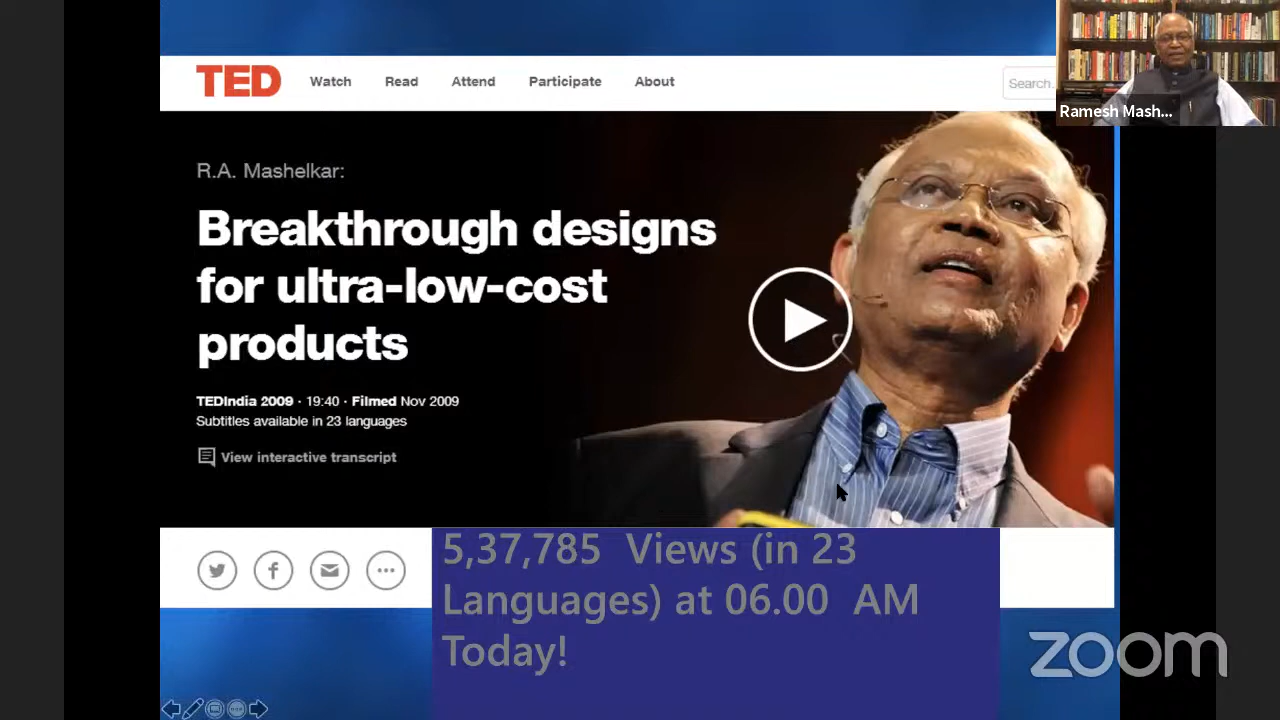 TED
Watch Read Attend Participate About
Search...
Ramesh Mash...
R.A. Mashelkar:
Breakthrough designs
for ultra-low-cost
products
TEDIndia 2009 · 19:40 · Filmed Nov 2009
Subtitles available in 23 languages
View interactive transcript
5,37,785 Views (in 23
Languages) at 06.00 AM
Today!
zoom